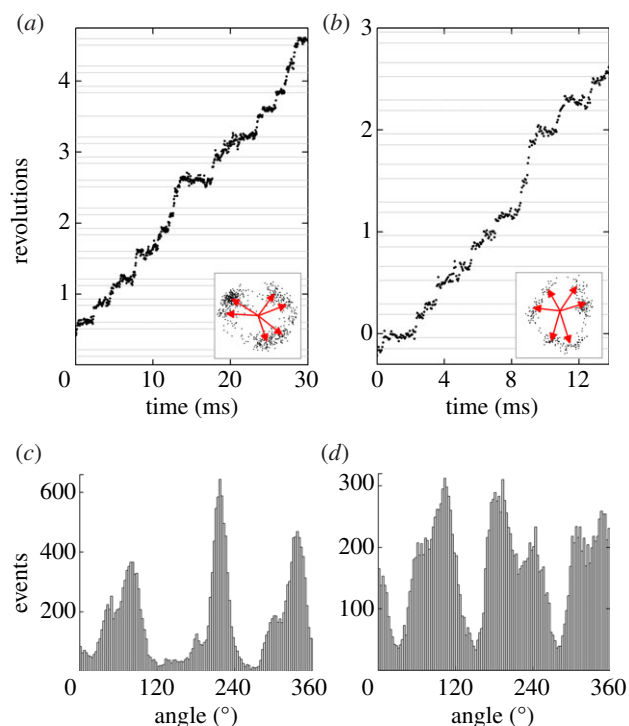 (a)
(b)
revolutions
4
3
2
1
0 10 20 30
time (ms)
3
2
1
0
0 4 8 12
time (ms)
(c)
(d)
events
600
400
200
0 120 240 360
angle (°)
300
200
100
0 120 240 360
angle (°)